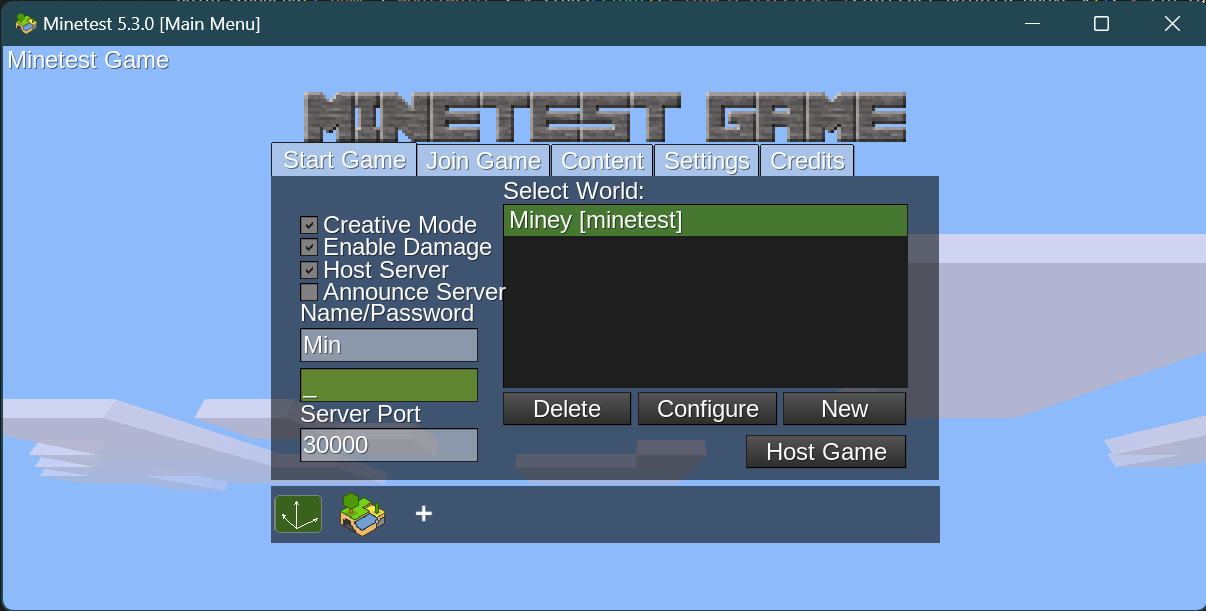 Minetest 5.3.0 [Main Menu]
Minetest Game
MINETEST GAME
Start Game Join Game Content Settings Credits
Select World:
Miney [minetest]
Creative Mode
Enable Damage
Host Server
Announce Server
Name/Password
Min
_
Server Port
30000
Delete Configure New
Host Game
+